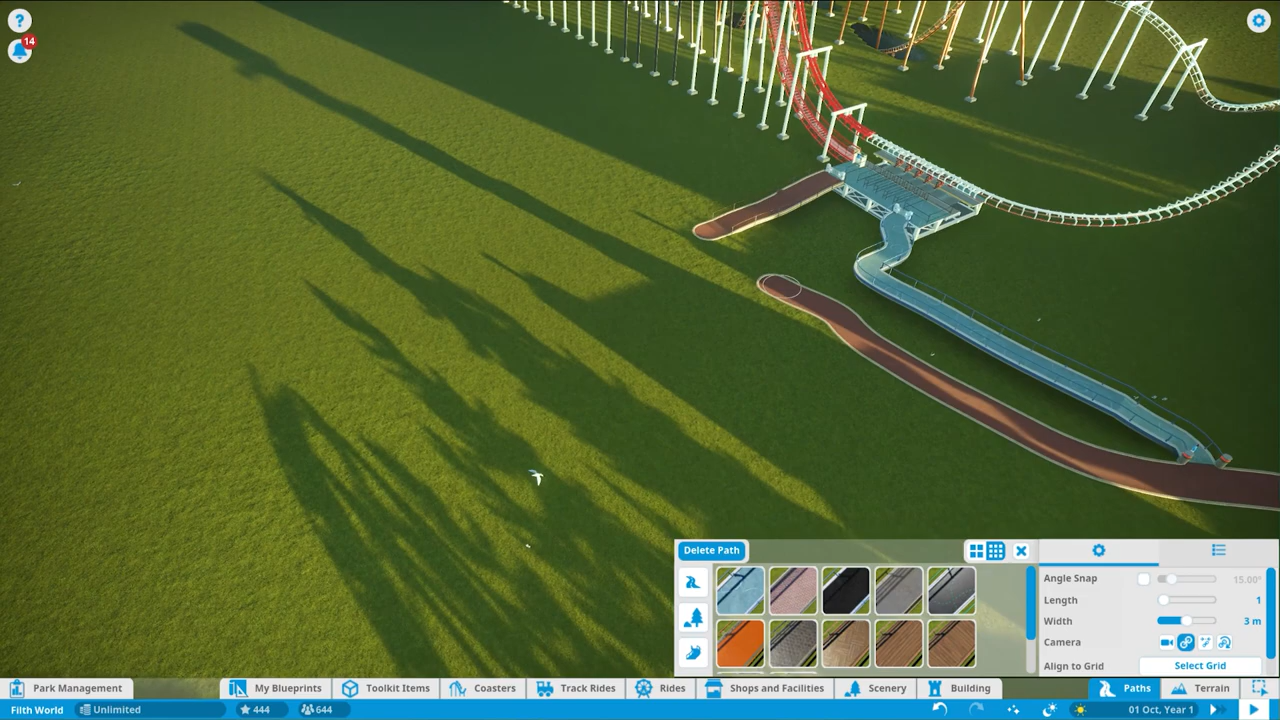 ?
14
Delete Path
Angle Snap 15.00°
Length 1
Width 3 m
Camera
Align to Grid Select Grid
Park Management My Blueprints Toolkit Items Coasters Track Rides Rides Shops and Facilities Scenery Building Paths Terrain
Filth World Unlimited 444 644 01 Oct, Year 1